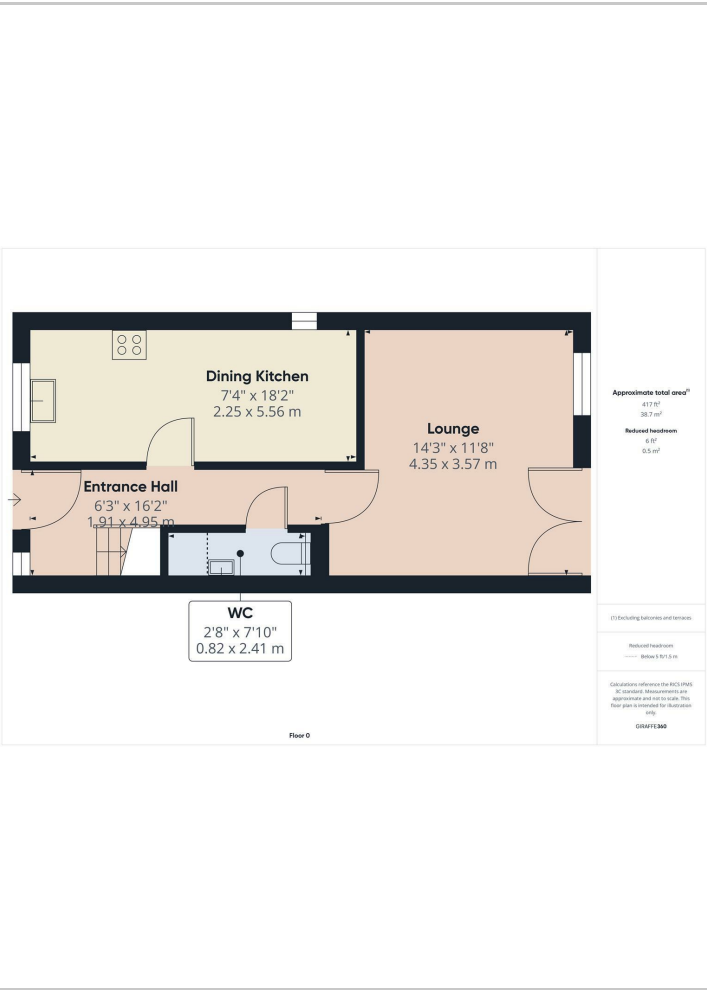 Dining Kitchen
7'4" x 18'2"
2.25 x 5.56 m
Lounge
14'3" x 11'8"
4.35 x 3.57 m
Entrance Hall
6'3" x 16'2"
1.91 x 4.95 m
WC
2'8" x 7'10"
0.82 x 2.41 m
Floor 0
Approximate total area(1)
417 ft²
38.7 m²
Reduced headroom
6 ft²
0.5 m²
(1) Excluding balconies and terraces.
Reduced headroom
Below 5 ft/1.5 m
Calculations reference the RICS IPMS
3C standard. Measurements are
approximate and not to scale. This
floor plan is intended for illustration
only.
GIRAFFE360